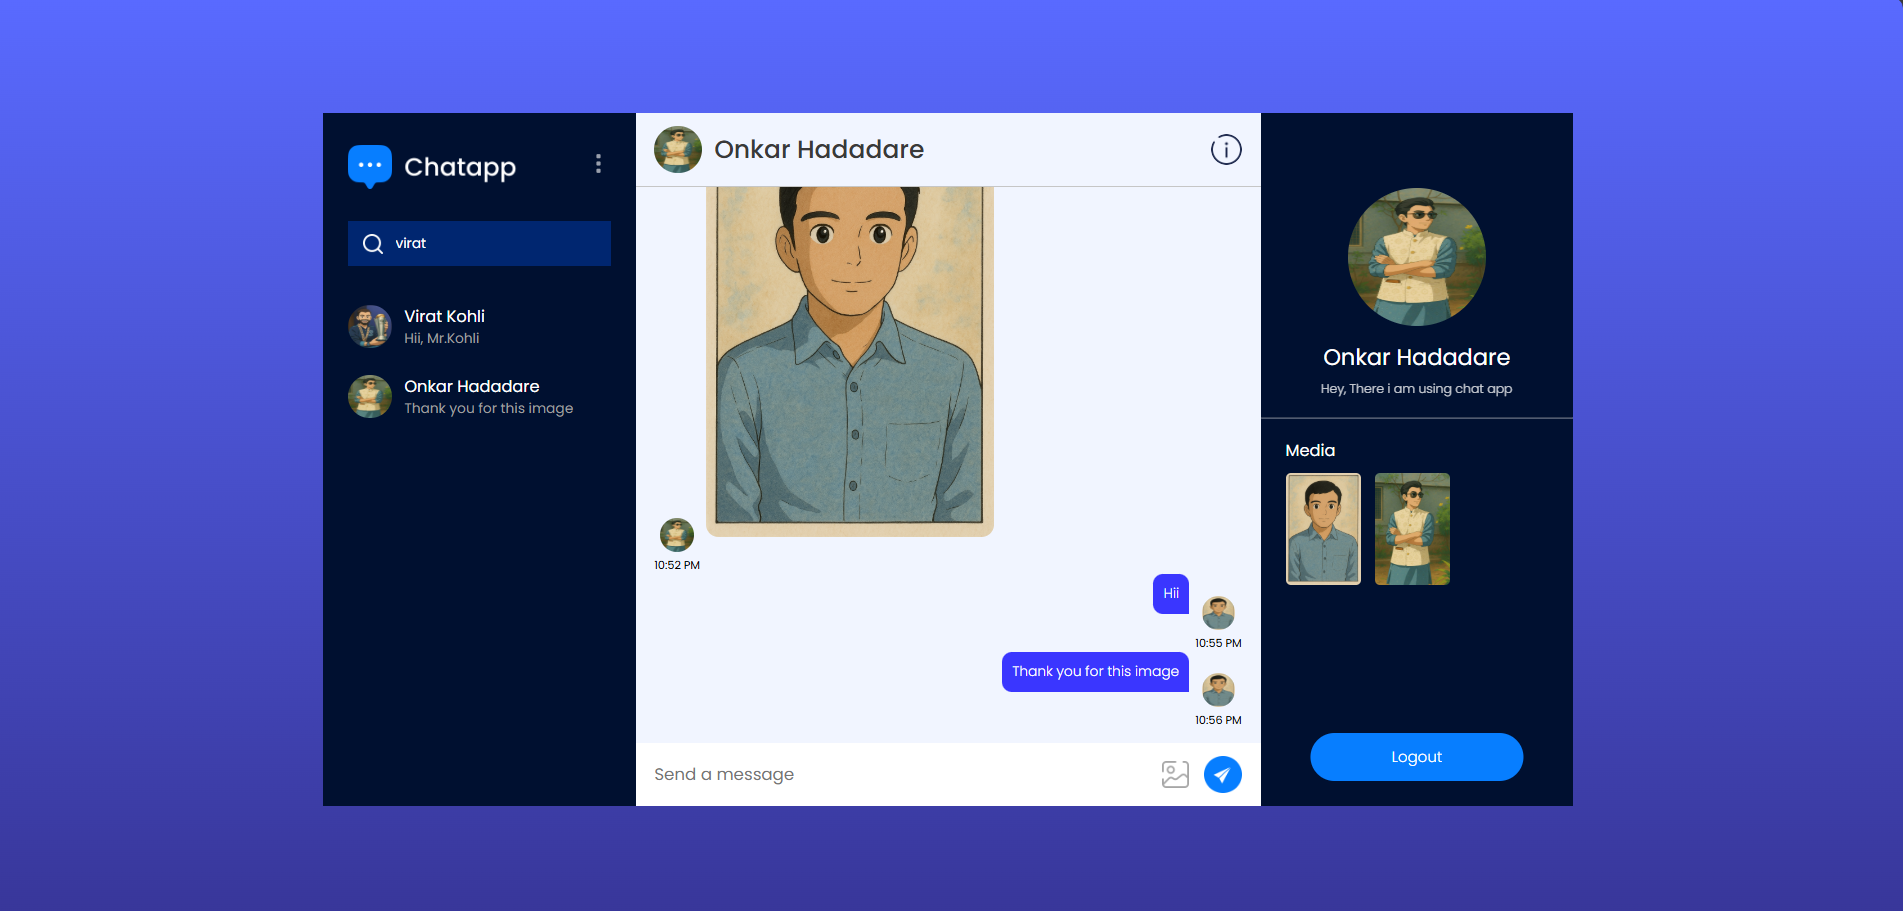 Chatapp
virat
Virat Kohli
Hii, Mr.Kohli
Onkar Hadadare
Thank you for this image
Onkar Hadadare
10:52 PM
Hii
10:55 PM
Thank you for this image
10:56 PM
Send a message
Onkar Hadadare
Hey, There i am using chat app
Media
Logout